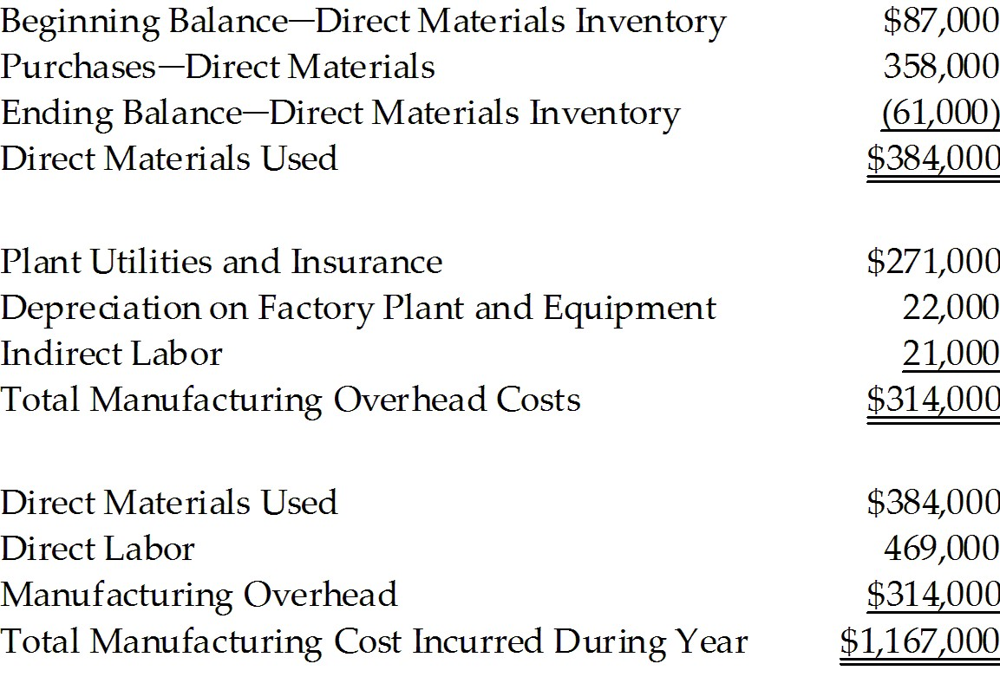 Beginning Balance—Direct Materials Inventory $87,000
Purchases—Direct Materials 358,000
Ending Balance—Direct Materials Inventory (61,000)
Direct Materials Used $384,000
Plant Utilities and Insurance $271,000
Depreciation on Factory Plant and Equipment 22,000
Indirect Labor 21,000
Total Manufacturing Overhead Costs $314,000
Direct Materials Used $384,000
Direct Labor 469,000
Manufacturing Overhead $314,000
Total Manufacturing Cost Incurred During Year $1,167,000